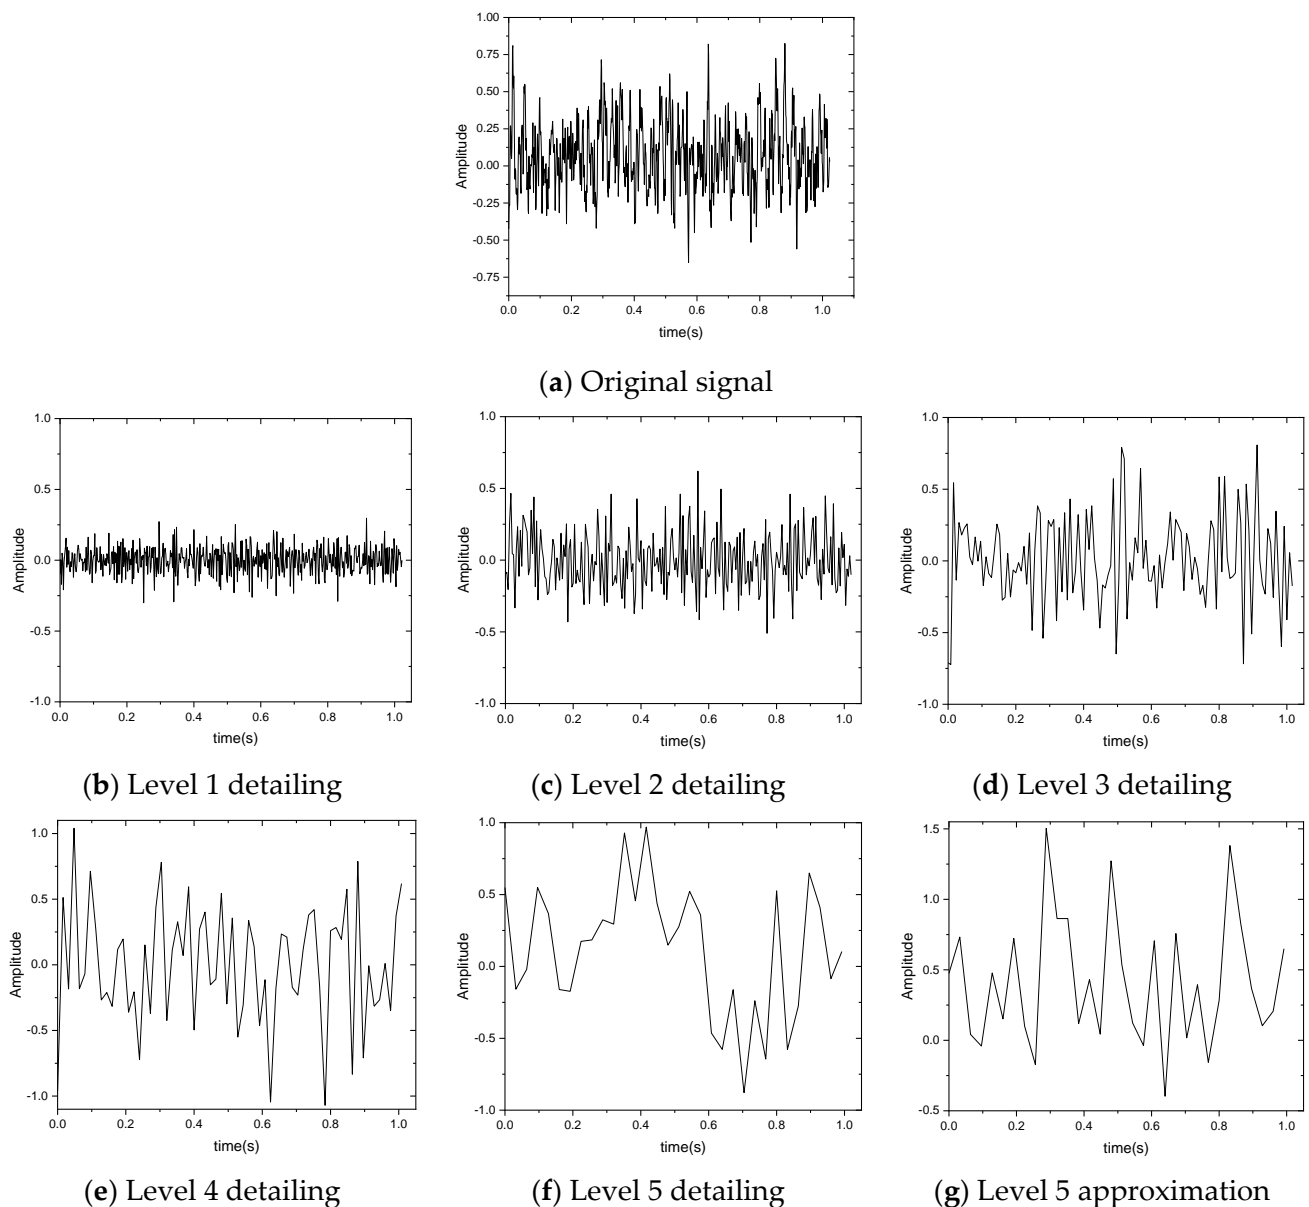 1.00
0.75
0.50
0.25
0.00
-0.25
-0.50
-0.75
Amplitude
0.0 0.2 0.4 0.6 0.8 1.0
time(s)
(a) Original signal
1.0
0.5
0.0
-0.5
-1.0
Amplitude
0.0 0.2 0.4 0.6 0.8 1.0
time(s)
(b) Level 1 detailing
1.0
0.5
0.0
-0.5
-1.0
Amplitude
0.0 0.2 0.4 0.6 0.8 1.0
time(s)
(c) Level 2 detailing
1.0
0.5
0.0
-0.5
-1.0
Amplitude
0.0 0.2 0.4 0.6 0.8 1.0
time(s)
(d) Level 3 detailing
1.0
0.5
0.0
-0.5
-1.0
Amplitude
0.0 0.2 0.4 0.6 0.8 1.0
time(s)
(e) Level 4 detailing
1.0
0.5
0.0
-0.5
-1.0
Amplitude
0.0 0.2 0.4 0.6 0.8 1.0
time(s)
(f) Level 5 detailing
1.5
1.0
0.5
0.0
-0.5
Amplitude
0.0 0.2 0.4 0.6 0.8 1.0
time(s)
(g) Level 5 approximation